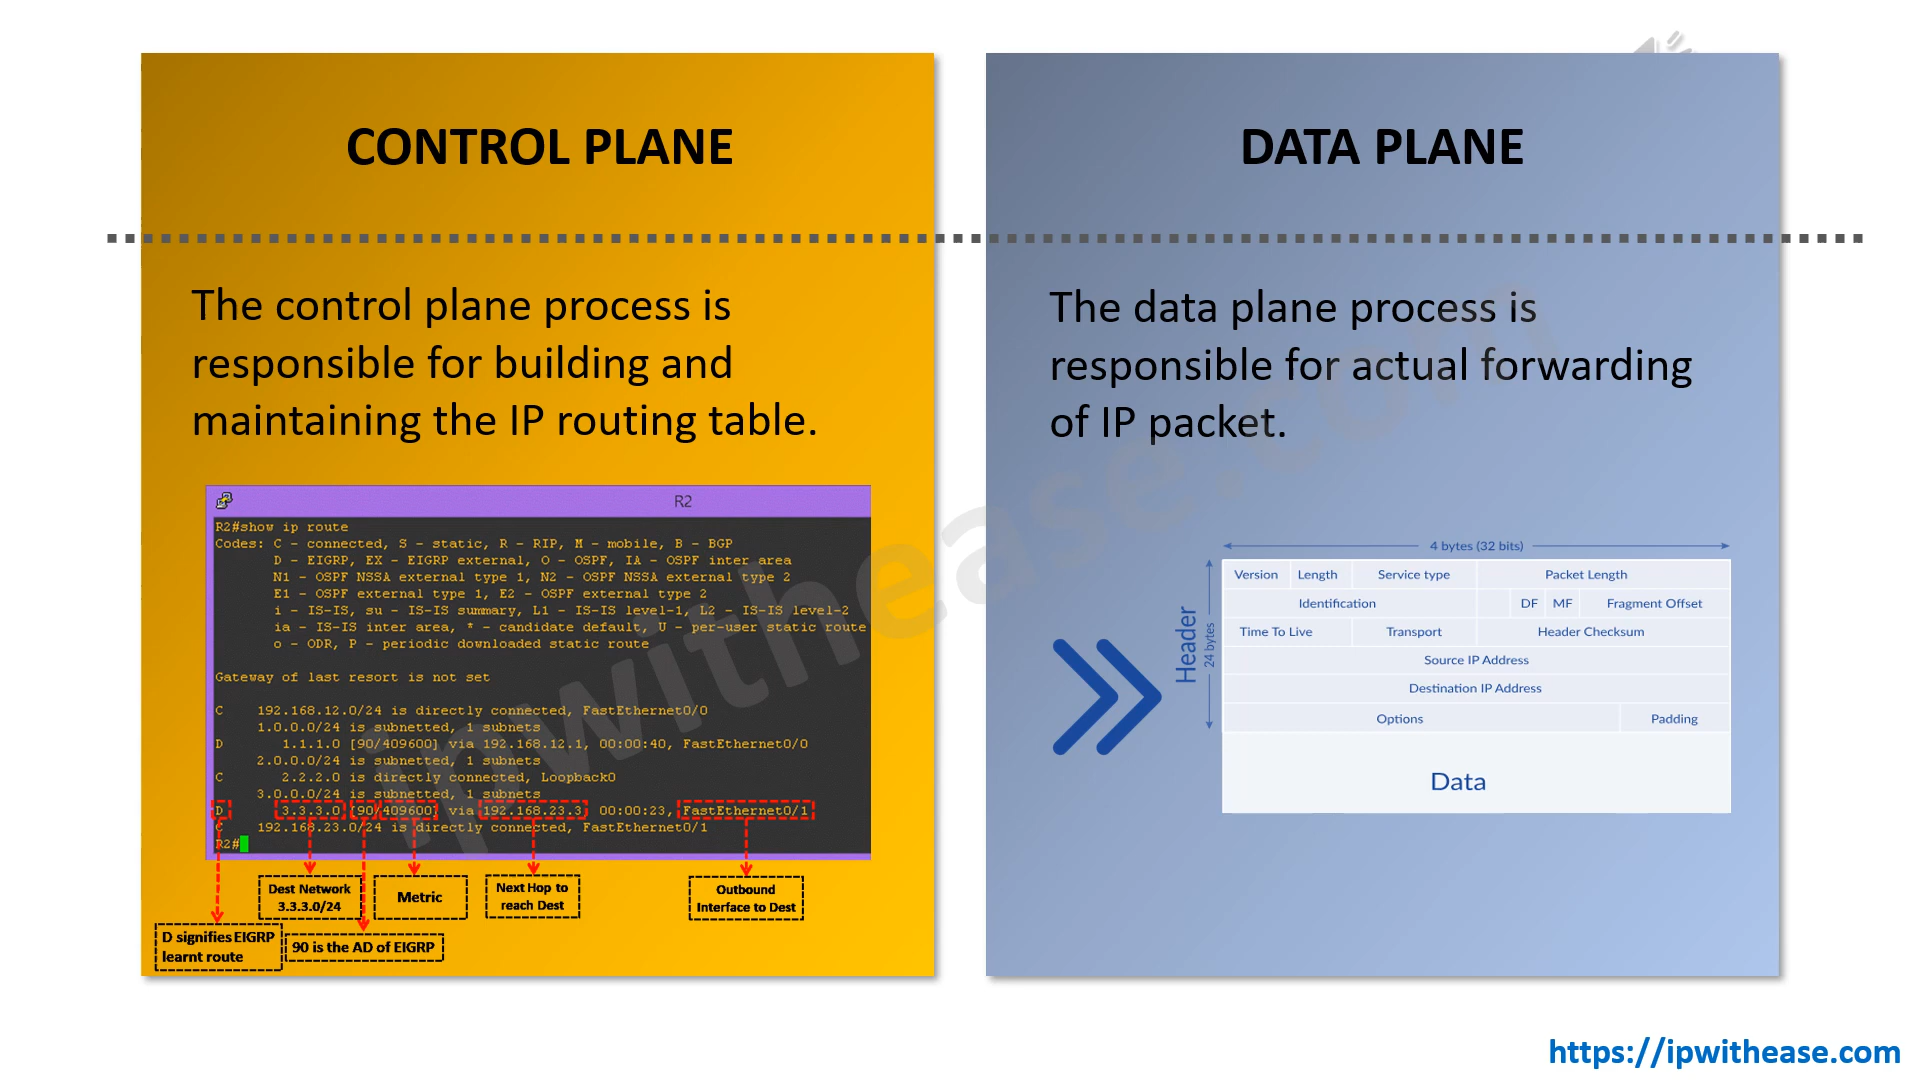 CONTROL PLANE
The control plane process is
responsible for building and
maintaining the IP routing table.
R2
R2#show ip route
Codes: C - connected, S - static, R - RIP, M - mobile, B - BGP
D - EIGRP, EX - EIGRP external, O - OSPF, IA - OSPF inter area
N1 - OSPF NSSA external type 1, N2 - OSPF NSSA external type 2
E1 - OSPF external type 1, E2 - OSPF external type 2
i - IS-IS, su - IS-IS summary, L1 - IS-IS level-1, L2 - IS-IS level-2
ia - IS-IS inter area, * - candidate default, U - per-user static route
o - ODR, P - periodic downloaded static route
Gateway of last resort is not set
C 192.168.12.0/24 is directly connected, FastEthernet0/0
1.0.0.0/24 is subnetted, 1 subnets
D 1.1.1.0 [90/409600] via 192.168.12.1, 00:00:40, FastEthernet0/0
2.0.0.0/24 is subnetted, 1 subnets
C 2.2.2.0 is directly connected, Loopback0
3.0.0.0/24 is subnetted, 1 subnets
D 3.3.3.0 [90/409600] via 192.168.23.3, 00:00:23, FastEthernet0/1
C 192.168.23.0/24 is directly connected, FastEthernet0/1
R2#
Dest Network
3.3.3.0/24
Metric
Next Hop to
reach Dest
Outbound
Interface to Dest
D signifies EIGRP
learnt route
90 is the AD of EIGRP
DATA PLANE
The data plane process is
responsible for actual forwarding
of IP packet.
4 bytes (32 bits)
Header
24 bytes
Version Length Service type Packet Length
Identification DF MF Fragment Offset
Time To Live Transport Header Checksum
Source IP Address
Destination IP Address
Options Padding
Data
ipwithease.com
https://ipwithease.com